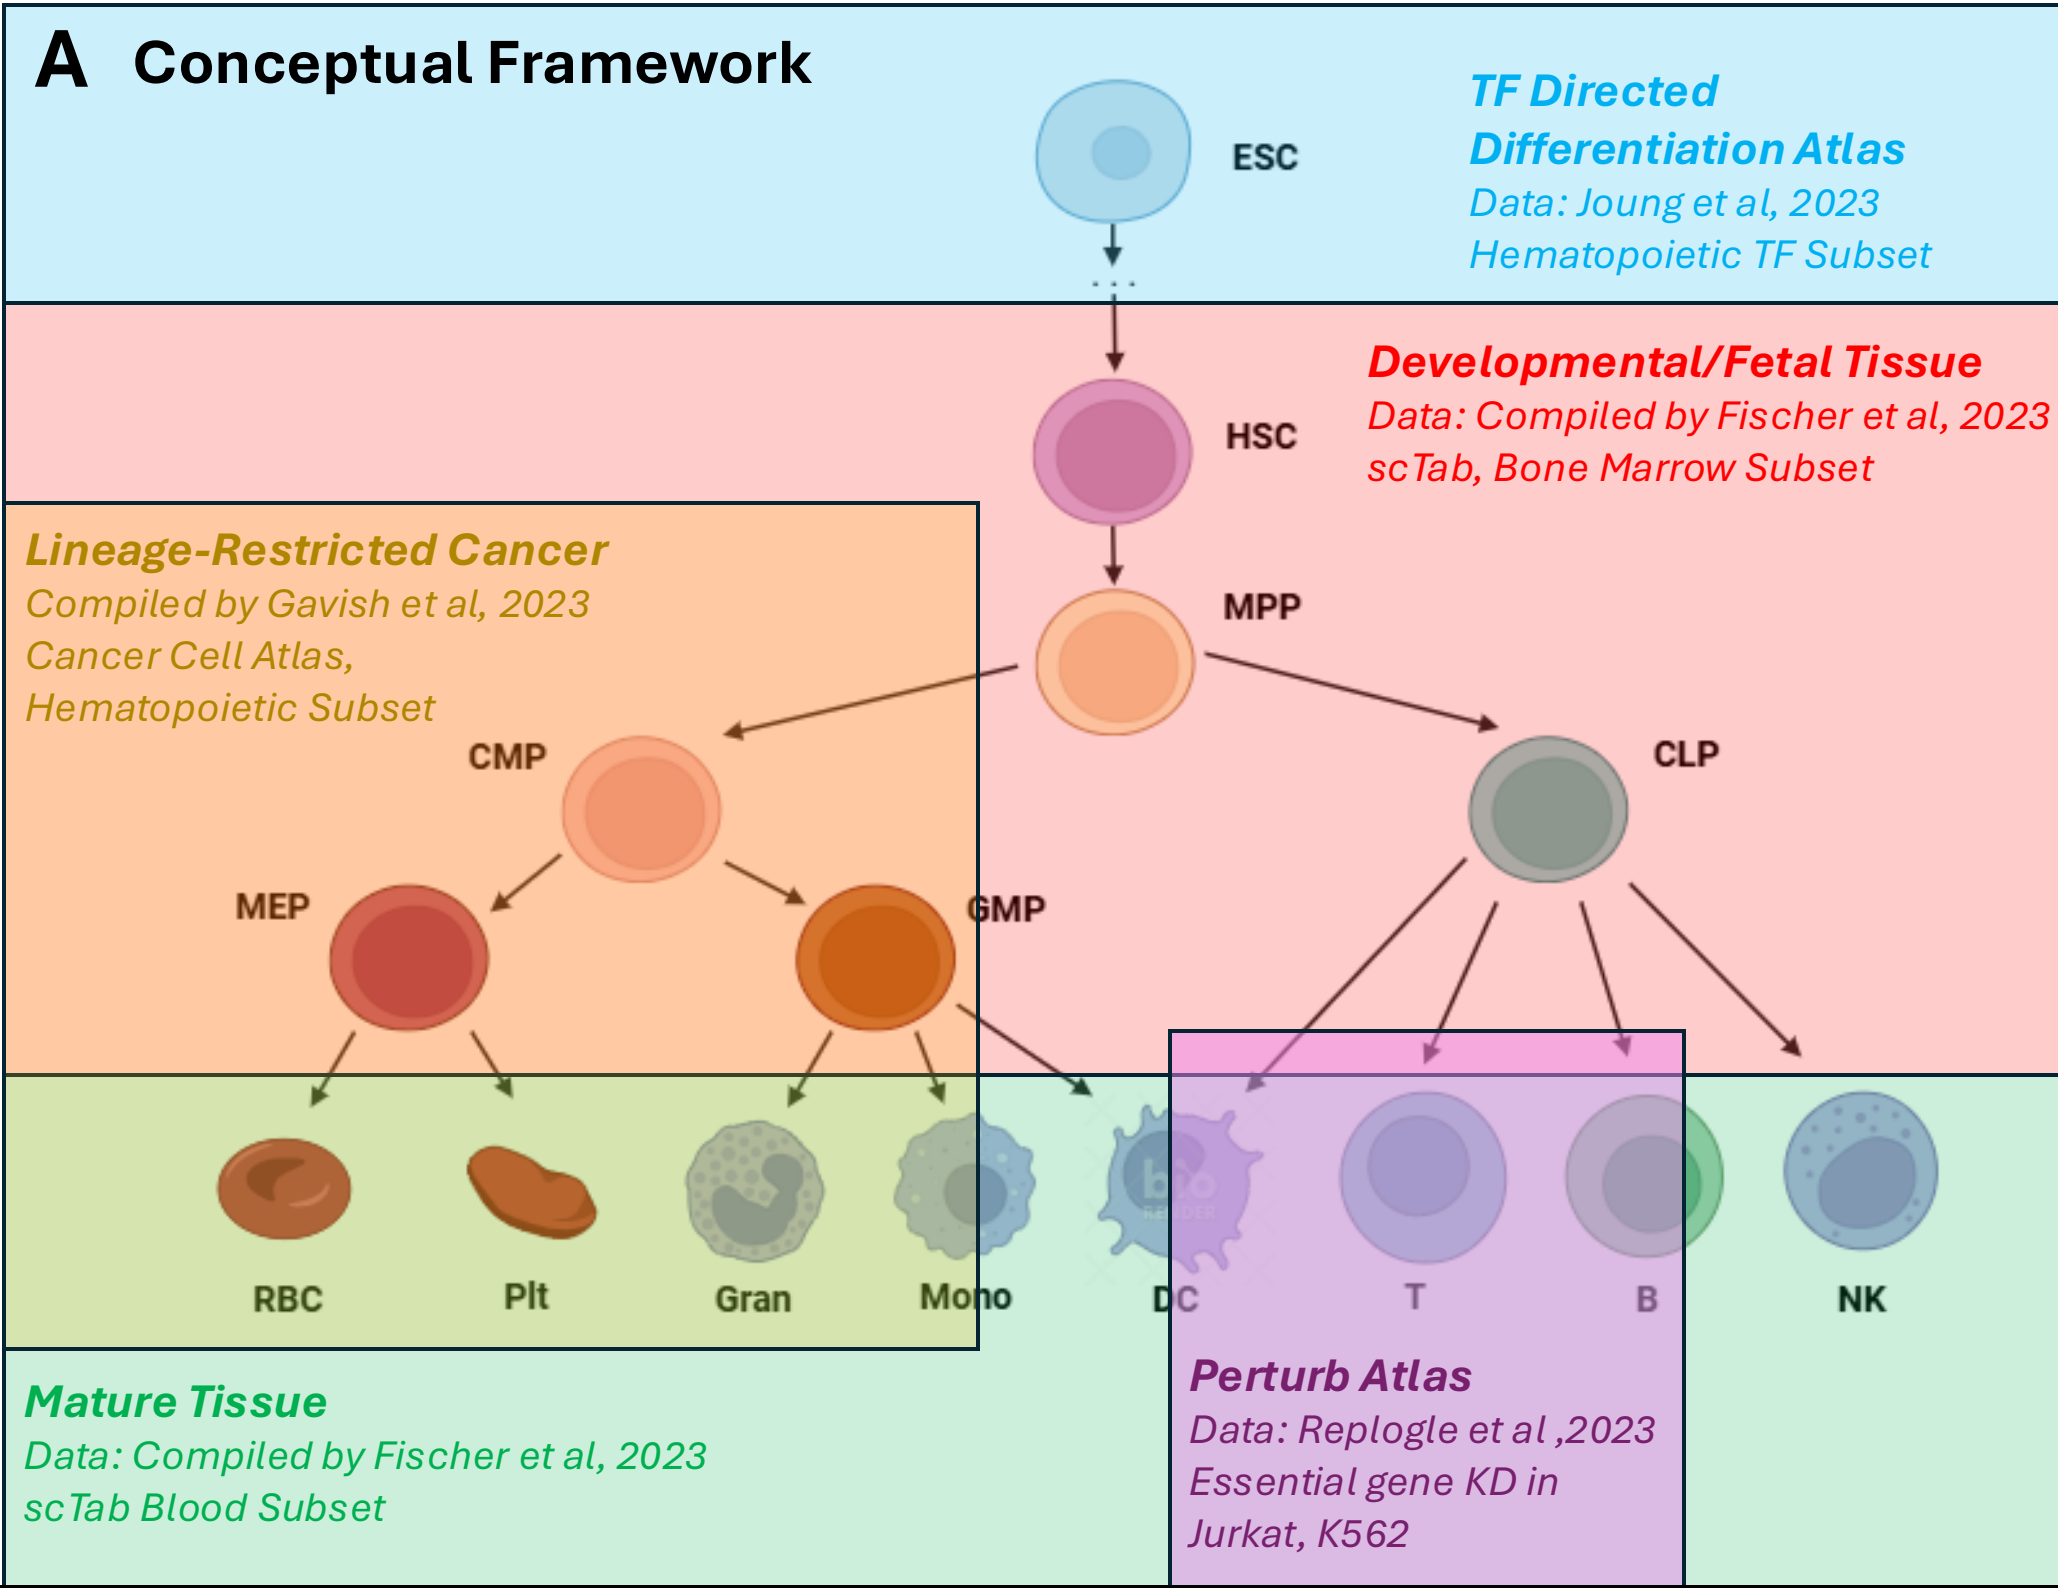 A Conceptual Framework
TF Directed
Differentiation Atlas
Data: Joung et al, 2023
Hematopoietic TF Subset
ESC
...
Developmental/Fetal Tissue
Data: Compiled by Fischer et al, 2023
scTab, Bone Marrow Subset
HSC
Lineage-Restricted Cancer
Compiled by Gavish et al, 2023
Cancer Cell Atlas,
Hematopoietic Subset
MPP
CMP
CLP
MEP
GMP
bio
RENDER
RBC
Plt
Gran
Mono
DC
T
B
NK
Mature Tissue
Data: Compiled by Fischer et al, 2023
scTab Blood Subset
Perturb Atlas
Data: Replogle et al ,2023
Essential gene KD in
Jurkat, K562